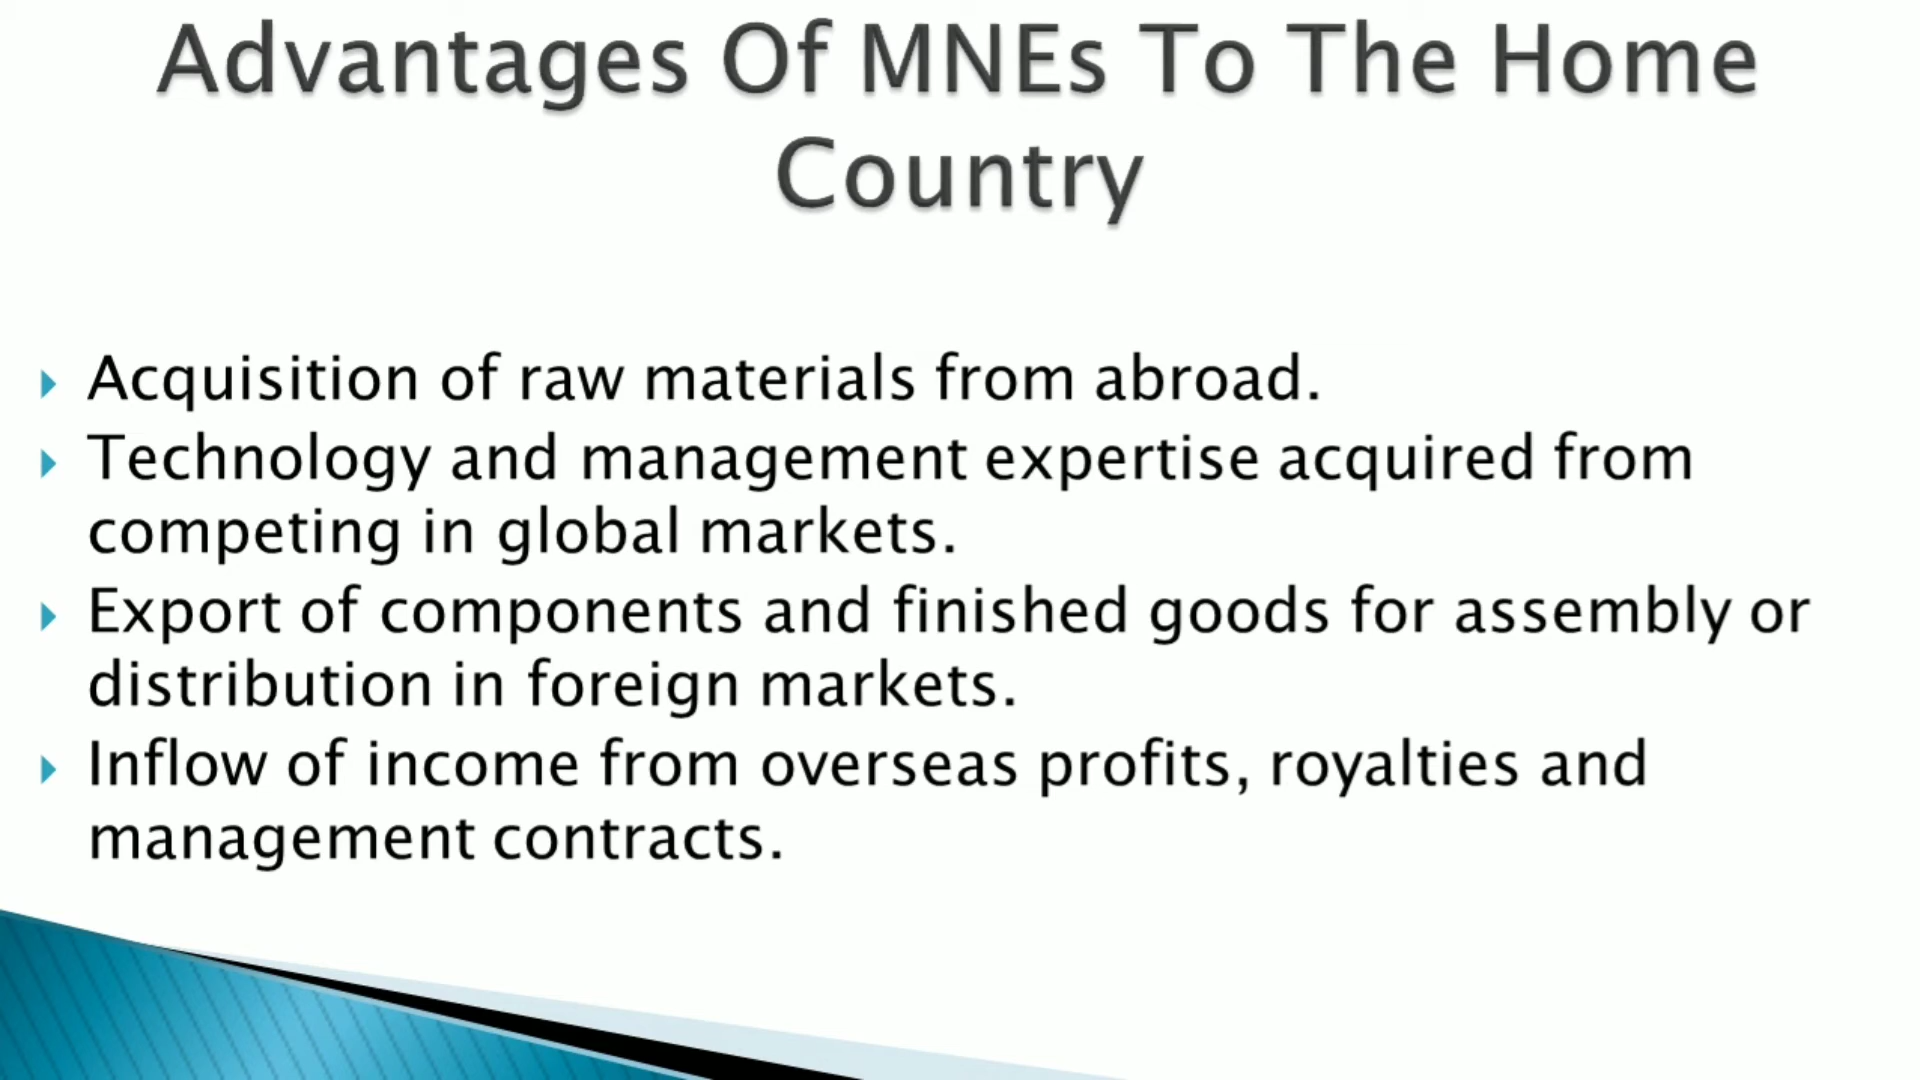 Advantages Of MNEs To The Home
Country
Acquisition of raw materials from abroad.
Technology and management expertise acquired from
competing in global markets.
Export of components and finished goods for assembly or
distribution in foreign markets.
Inflow of income from overseas profits, royalties and
management contracts.